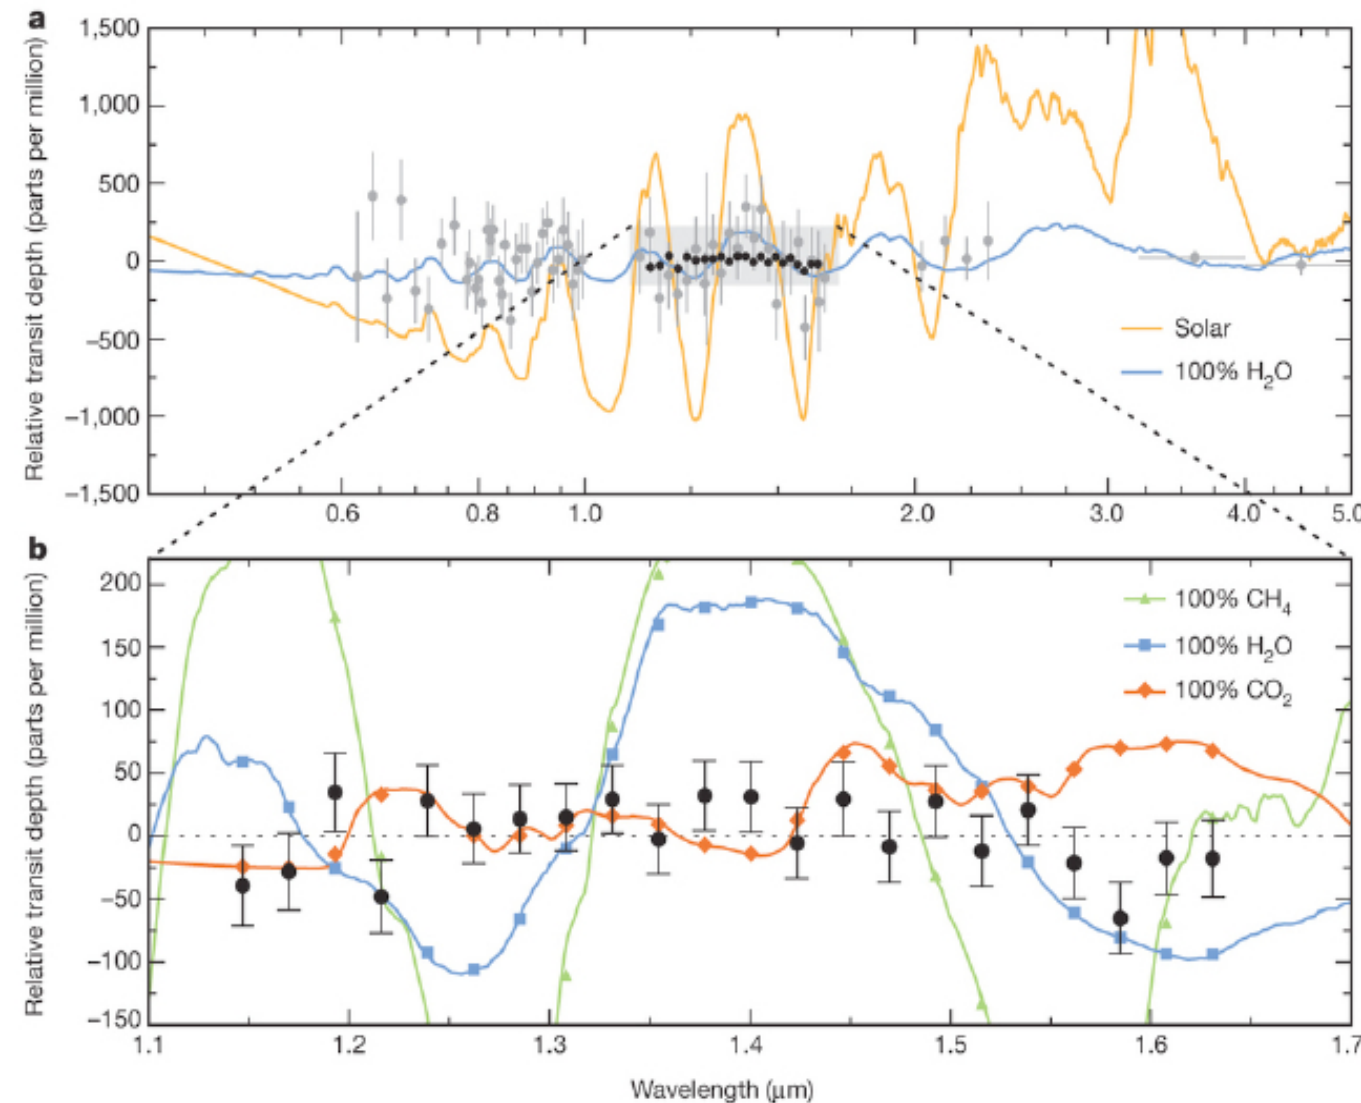 a
Relative transit depth (parts per million)
1,500
1,000
500
0
−500
−1,000
−1,500
Solar
100% H₂O
0.6 0.8 1.0 2.0 3.0 4.0 5.0
b
Relative transit depth (parts per million)
200
150
100
50
0
−50
−100
−150
100% CH₄
100% H₂O
100% CO₂
1.1 1.2 1.3 1.4 1.5 1.6 1.7
Wavelength (μm)